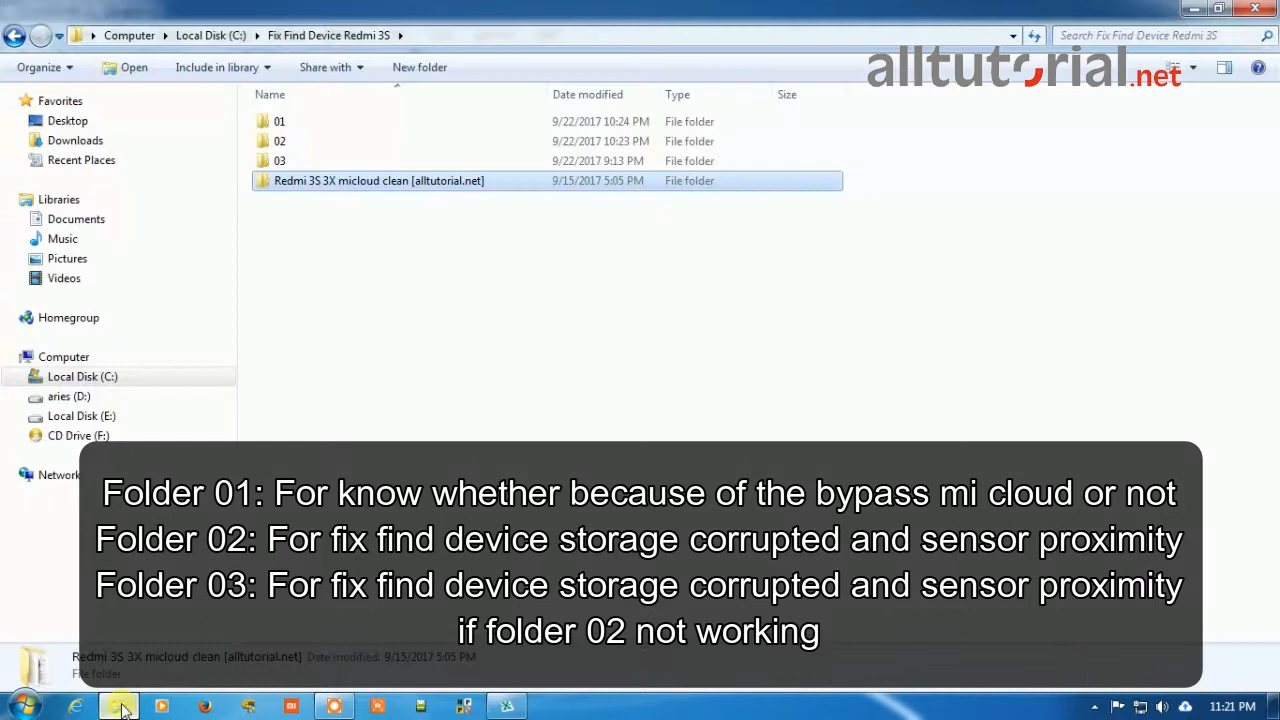 Computer
Local Disk (C:)
Fix Find Device Redmi 3S
Search Fix Find Device Redmi 3S
alltutorial.net
Organize
Open
Include in library
Share with
New folder
Name
Date modified
Type
Size
Favorites
Desktop
Downloads
Recent Places
Libraries
Documents
Music
Pictures
Videos
Homegroup
Computer
Local Disk (C:)
aries (D:)
Local Disk (E:)
CD Drive (F:)
Network
01 9/22/2017 10:24 PM File folder
02 9/22/2017 10:23 PM File folder
03 9/22/2017 9:13 PM File folder
Redmi 3S 3X micloud clean [alltutorial.net] 9/15/2017 5:05 PM File folder
Folder 01: For know whether because of the bypass mi cloud or not
Folder 02: For fix find device storage corrupted and sensor proximity
Folder 03: For fix find device storage corrupted and sensor proximity
if folder 02 not working
Redmi 3S 3X micloud clean [alltutorial.net] Date modified: 9/15/2017 5:05 PM
File folder
11:21 PM